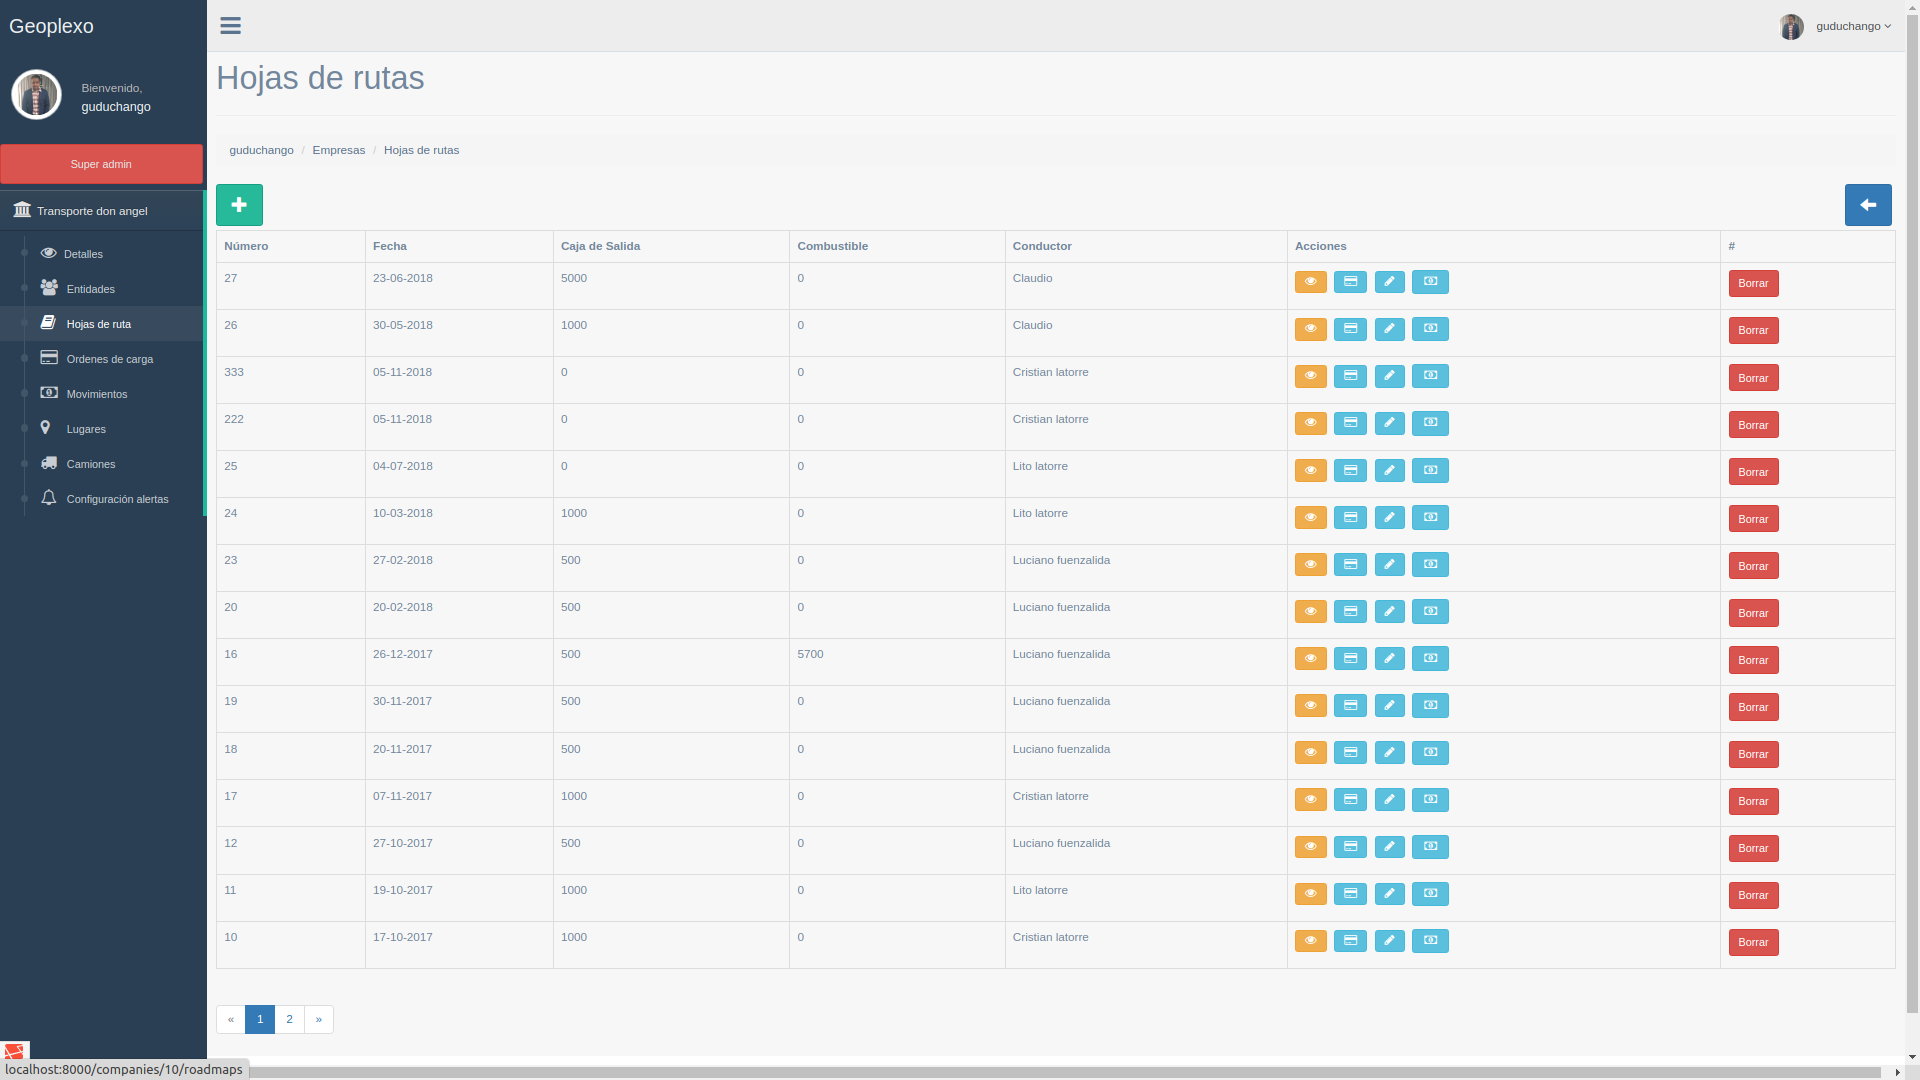 Geoplexo
guduchango
Bienvenido,
guduchango
Super admin
Transporte don angel
Detalles
Entidades
Hojas de ruta
Ordenes de carga
Movimientos
Lugares
Camiones
Configuración alertas
Hojas de rutas
guduchango / Empresas / Hojas de rutas
Número Fecha Caja de Salida Combustible Conductor Acciones #
27 23-06-2018 5000 0 Claudio Borrar
26 30-05-2018 1000 0 Claudio Borrar
333 05-11-2018 0 0 Cristian latorre Borrar
222 05-11-2018 0 0 Cristian latorre Borrar
25 04-07-2018 0 0 Lito latorre Borrar
24 10-03-2018 1000 0 Lito latorre Borrar
23 27-02-2018 500 0 Luciano fuenzalida Borrar
20 20-02-2018 500 0 Luciano fuenzalida Borrar
16 26-12-2017 500 5700 Luciano fuenzalida Borrar
19 30-11-2017 500 0 Luciano fuenzalida Borrar
18 20-11-2017 500 0 Luciano fuenzalida Borrar
17 07-11-2017 1000 0 Cristian latorre Borrar
12 27-10-2017 500 0 Luciano fuenzalida Borrar
11 19-10-2017 1000 0 Lito latorre Borrar
10 17-10-2017 1000 0 Cristian latorre Borrar
« 1 2 »
localhost:8000/companies/10/roadmaps